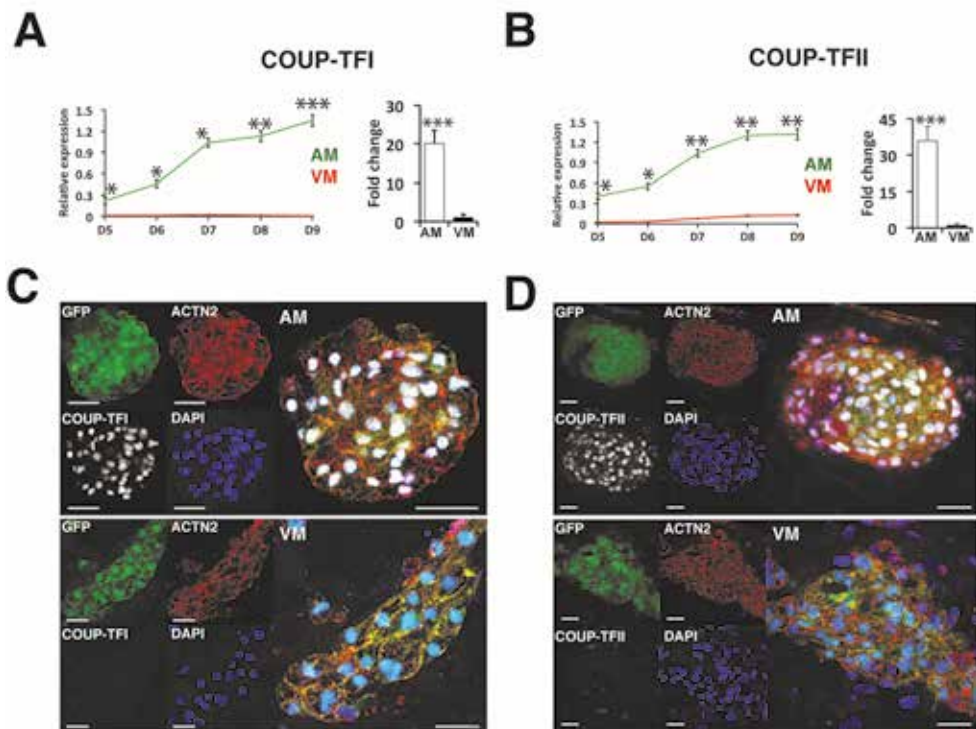 A
COUP-TFI
Relative expression
1.5
1.2
0.9
0.6
0.3
0
* * * ** ***
AM
VM
D5 D6 D7 D8 D9
Fold change
30
20
10
0
***
*
AM VM
B
COUP-TFII
Relative expression
1.5
1.2
0.9
0.6
0.3
0
* * ** ** **
AM
VM
D5 D6 D7 D8 D9
Fold change
45
30
15
0
***
AM VM
C
GFP ACTN2 AM
COUP-TFI DAPI
GFP ACTN2 VM
COUP-TFI DAPI
D
GFP ACTN2 AM
COUP-TFII DAPI
GFP ACTN2 VM
COUP-TFII DAPI